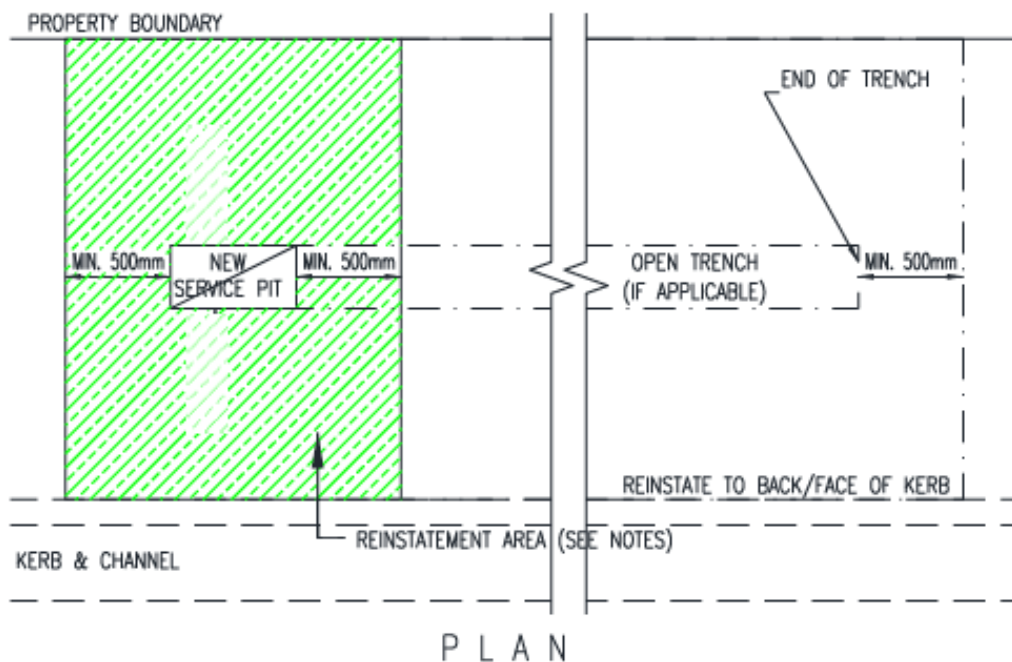 PROPERTY BOUNDARY
END OF TRENCH
MIN. 500mm
NEW
SERVICE PIT
MIN. 500mm
OPEN TRENCH
(IF APPLICABLE)
MIN. 500mm
REINSTATE TO BACK/FACE OF KERB
REINSTATEMENT AREA (SEE NOTES)
KERB & CHANNEL
PLAN